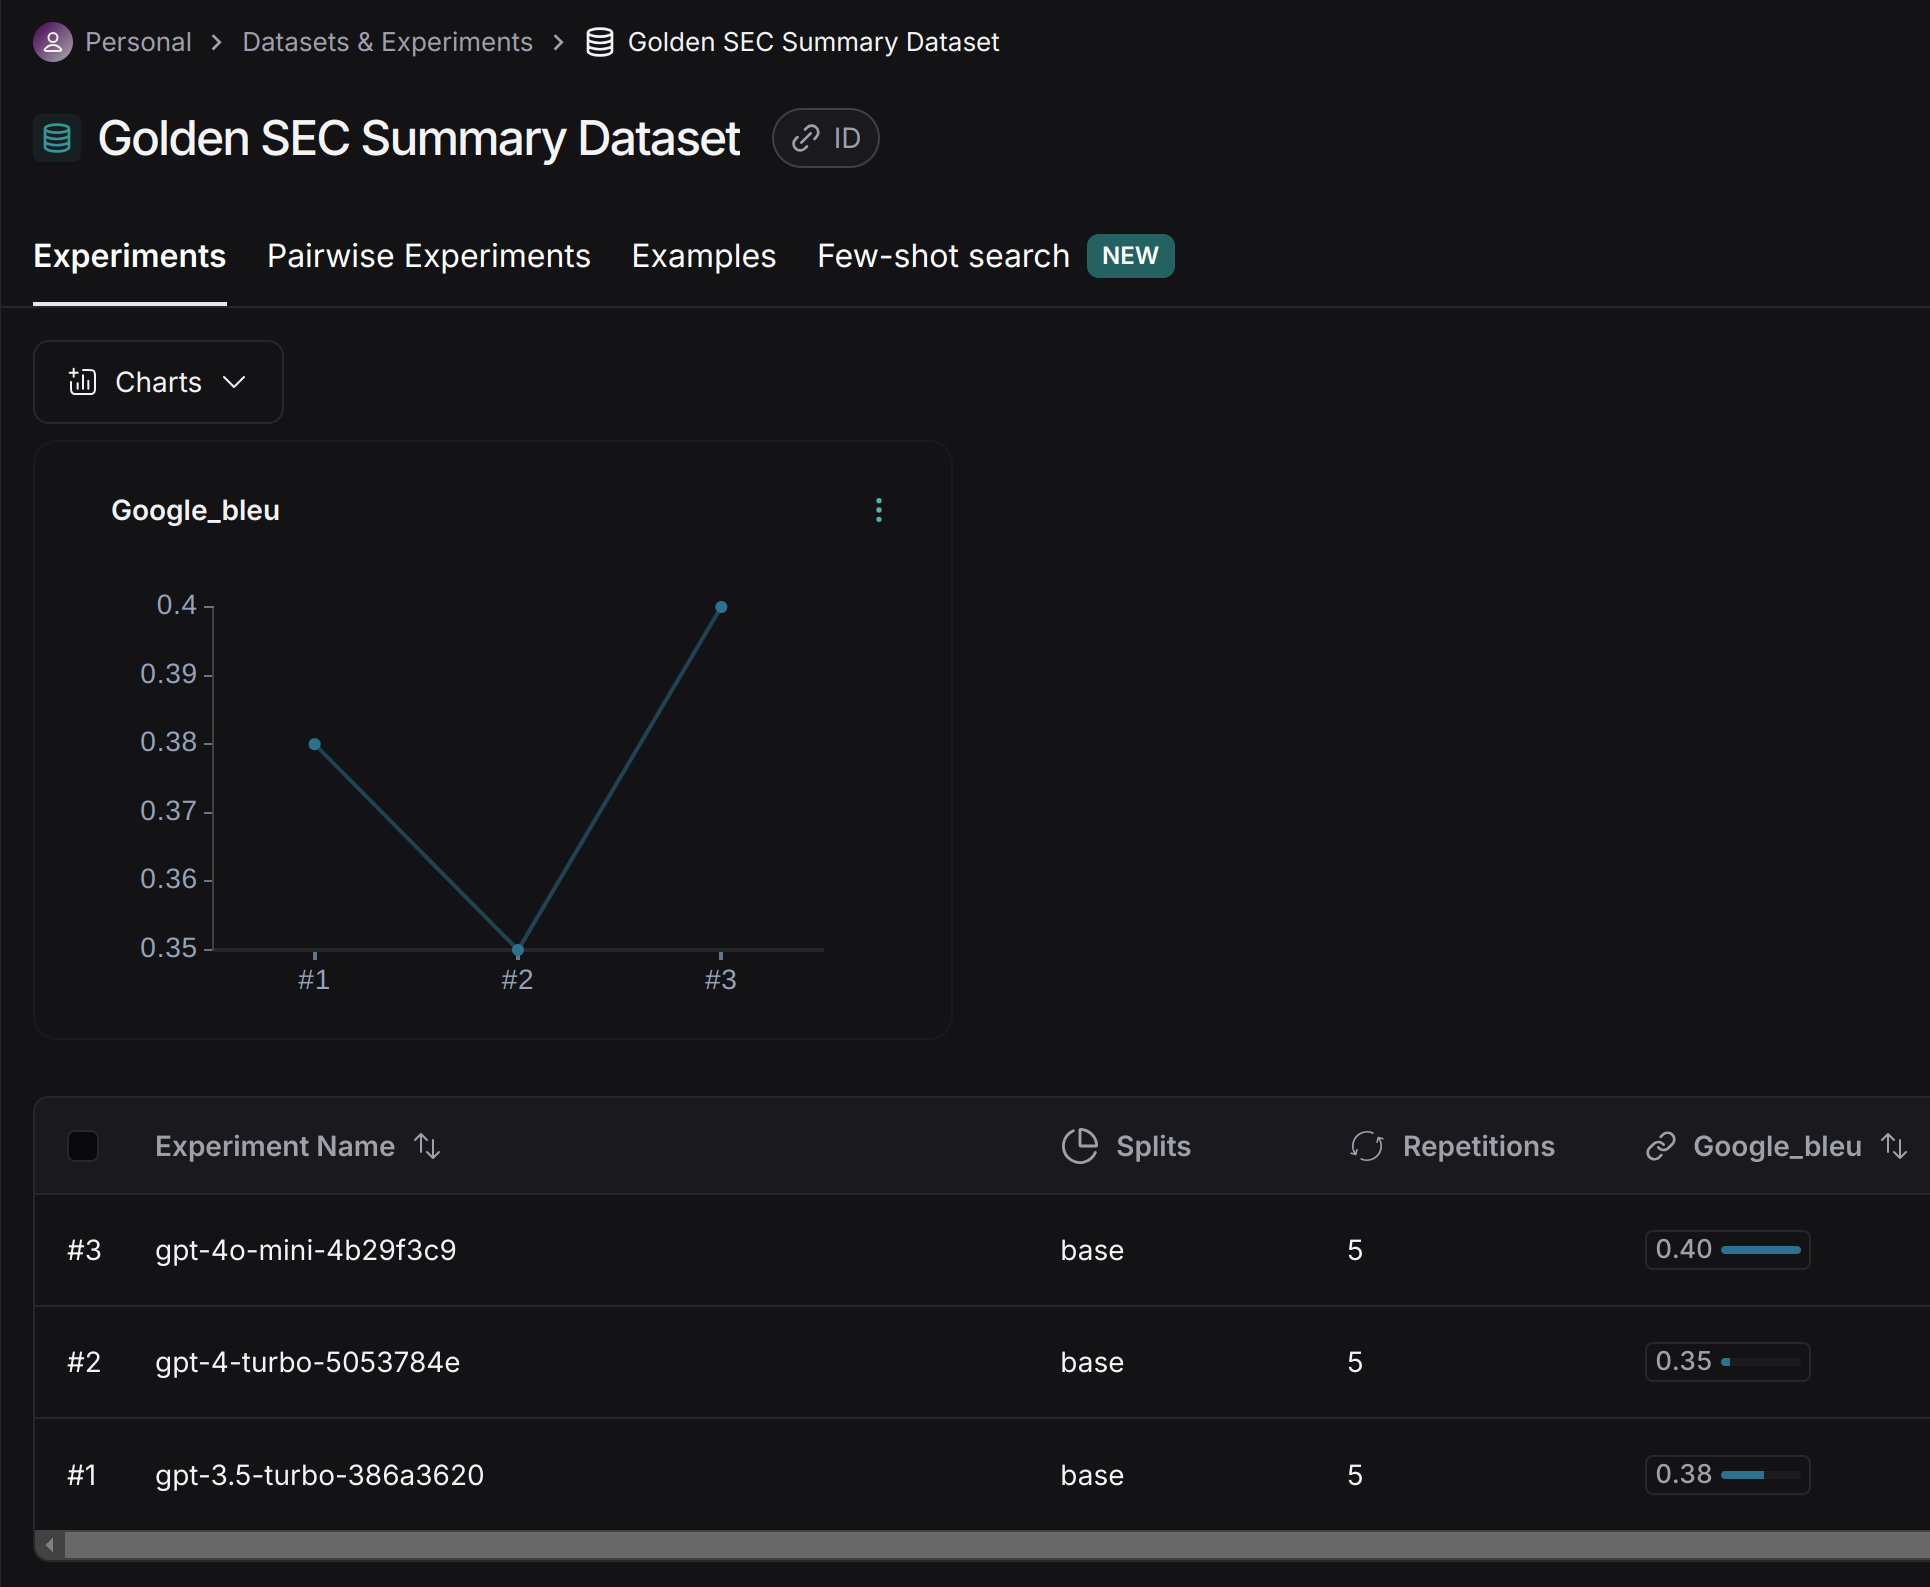 Personal > Datasets & Experiments > Golden SEC Summary Dataset
Golden SEC Summary Dataset ID
Experiments Pairwise Experiments Examples Few-shot search NEW
Charts
Google_bleu
0.4
0.39
0.38
0.37
0.36
0.35
#1 #2 #3
Experiment Name Splits Repetitions Google_bleu
#3 gpt-4o-mini-4b29f3c9 base 5 0.40
#2 gpt-4-turbo-5053784e base 5 0.35
#1 gpt-3.5-turbo-386a3620 base 5 0.38